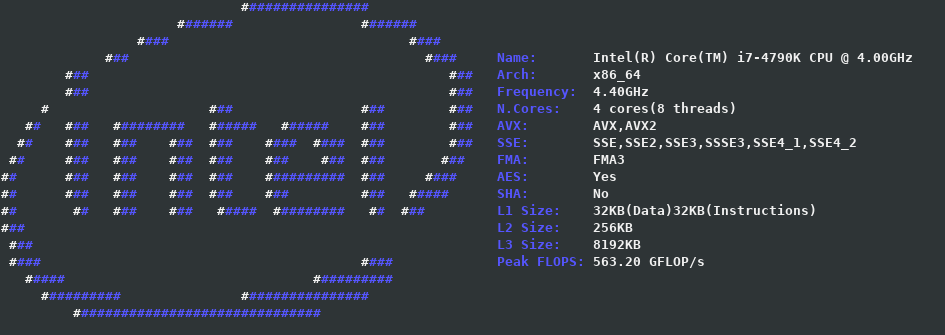 Name: Intel(R) Core(TM) i7-4790K CPU @ 4.00GHz
Arch: x86_64
Frequency: 4.40GHz
N.Cores: 4 cores(8 threads)
AVX: AVX,AVX2
SSE: SSE,SSE2,SSE3,SSSE3,SSE4_1,SSE4_2
FMA: FMA3
AES: Yes
SHA: No
L1 Size: 32KB(Data)32KB(Instructions)
L2 Size: 256KB
L3 Size: 8192KB
Peak FLOPS: 563.20 GFLOP/s